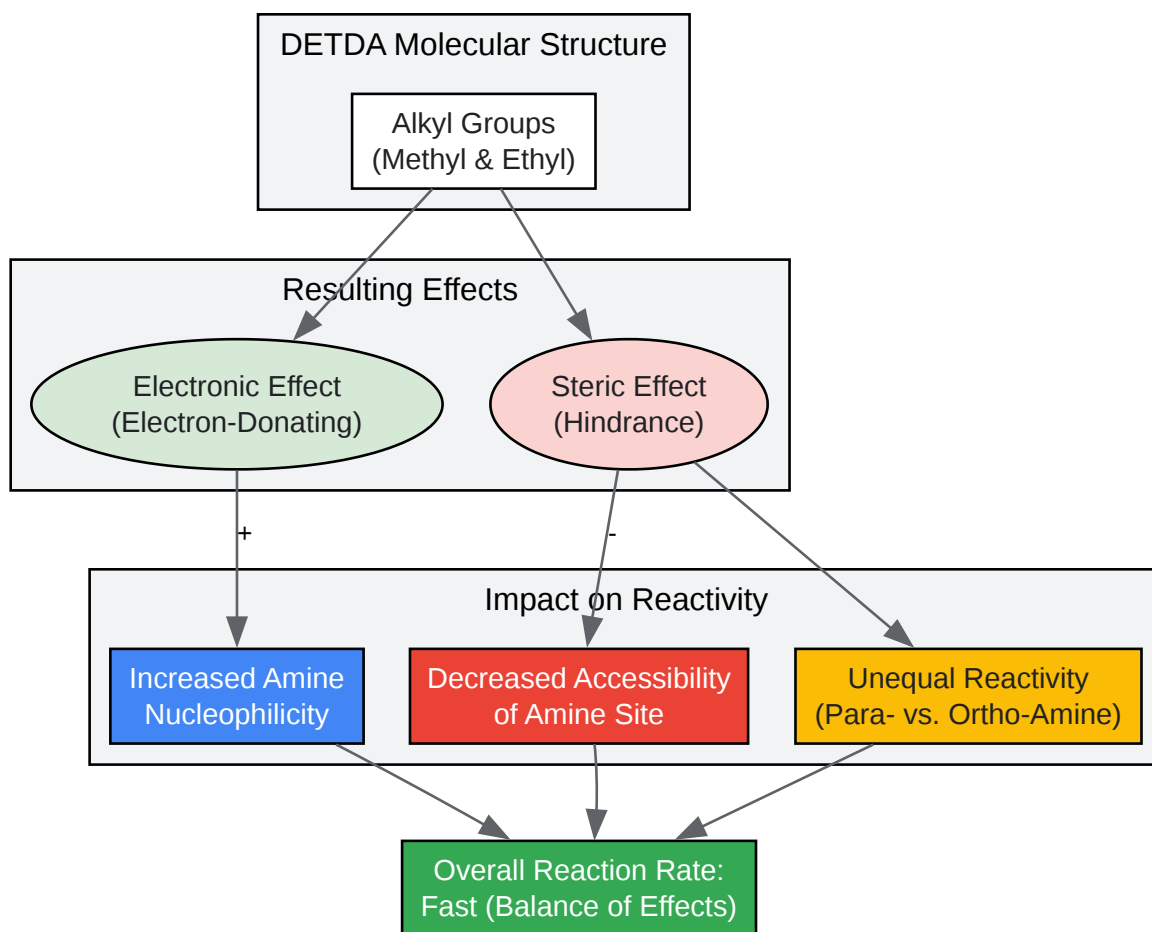 DETDA Molecular Structure
Alkyl Groups
(Methyl & Ethyl)
Resulting Effects
Electronic Effect
(Electron-Donating)
Steric Effect
(Hindrance)
+
-
Impact on Reactivity
Increased Amine
Nucleophilicity
Decreased Accessibility
of Amine Site
Unequal Reactivity
(Para- vs. Ortho-Amine)
Overall Reaction Rate:
Fast (Balance of Effects)